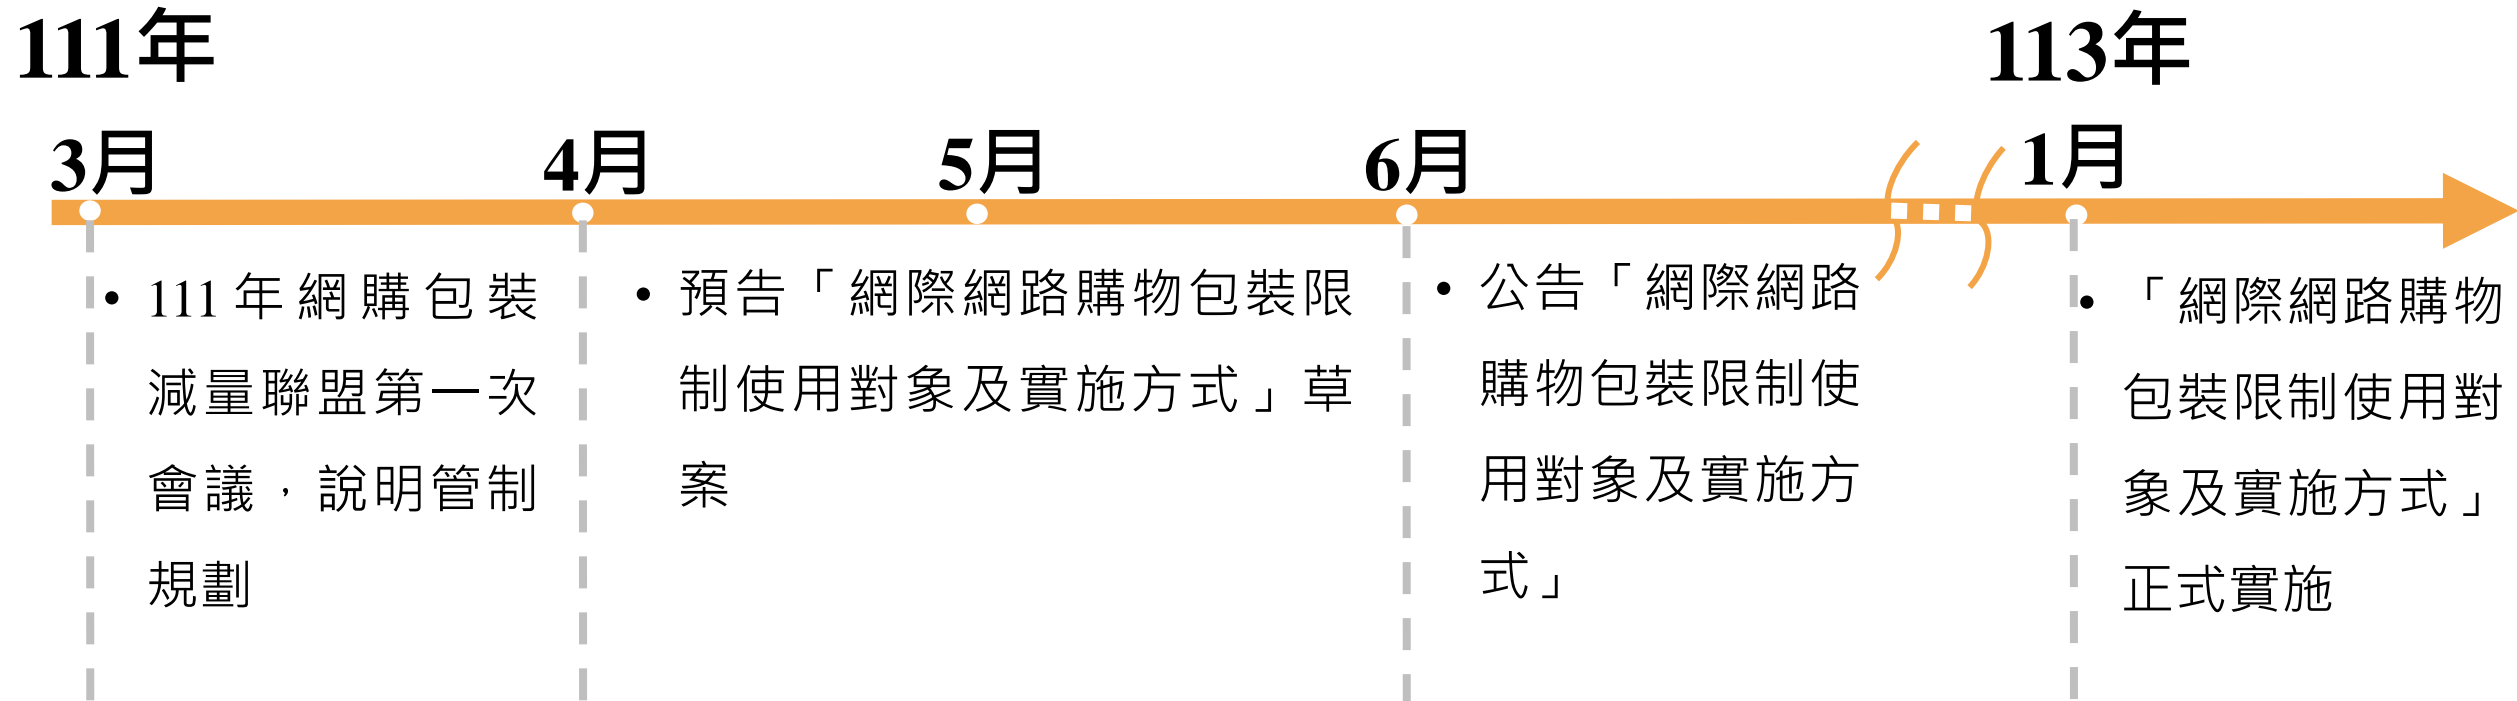 111年
113年
3月
4月
5月
6月
1月
• 111 年網購包裝
減量聯席第一次
會議，說明管制
規劃
• 預告「網際網路購物包裝限
制使用對象及實施方式」草
案
• 公告「網際網路
購物包裝限制使
用對象及實施方
式」
• 「網際網路購物
包裝限制使用對
象及實施方式」
正式實施